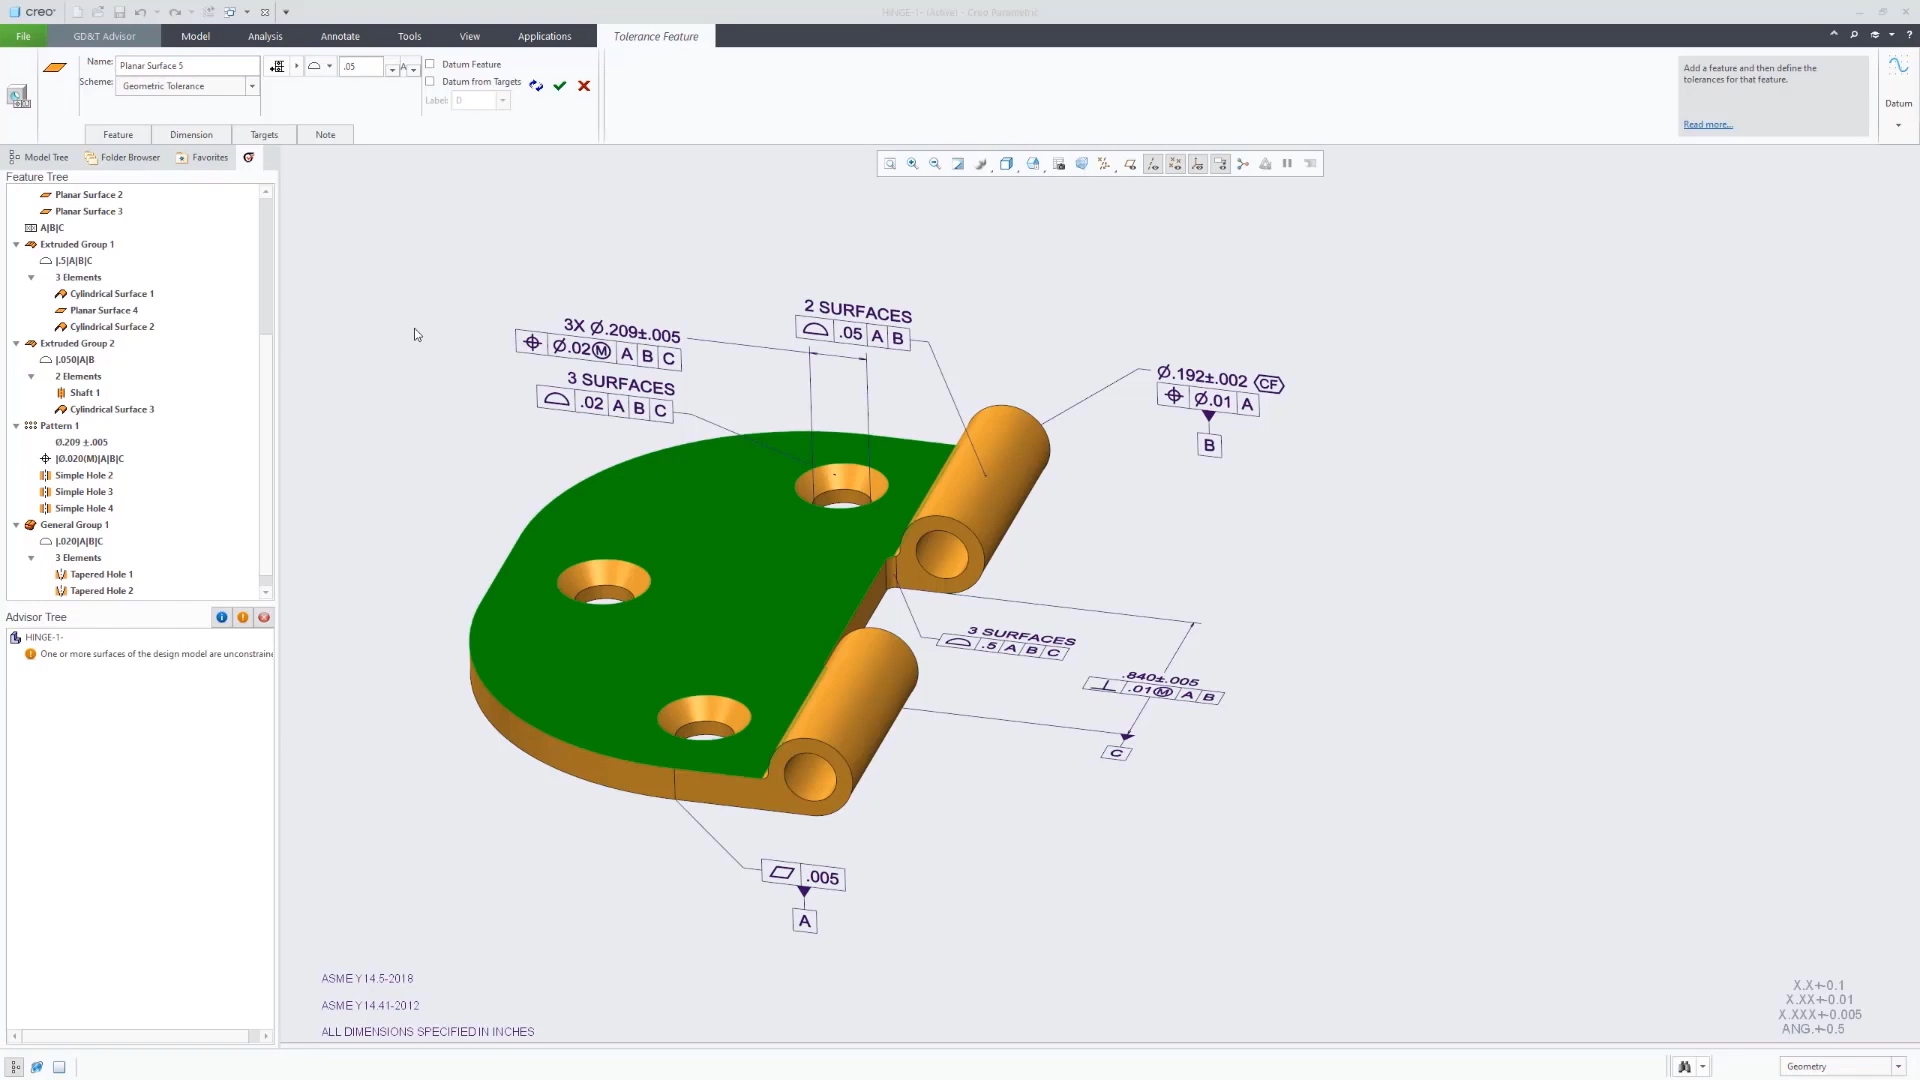 creo
HINGE-1- (Active) - Creo Parametric
File
GD&T Advisor
Model
Analysis
Annotate
Tools
View
Applications
Tolerance Feature
?
Name:
Planar Surface 5
.05
A
Datum Feature
Scheme:
Geometric Tolerance
Datum from Targets
Label:
D
Add a feature and then define the
tolerances for that feature.
Read more...
Datum
Feature
Dimension
Targets
Note
Model Tree
Folder Browser
Favorites
Feature Tree
Planar Surface 2
Planar Surface 3
A|B|C
Extruded Group 1
|.5|A|B|C
3 Elements
Cylindrical Surface 1
Planar Surface 4
Cylindrical Surface 2
Extruded Group 2
|.050|A|B
2 Elements
Shaft 1
Cylindrical Surface 3
Pattern 1
Ø.209 ±.005
|Ø.020(M)|A|B|C
Simple Hole 2
Simple Hole 3
Simple Hole 4
General Group 1
|.020|A|B|C
3 Elements
Tapered Hole 1
Tapered Hole 2
Advisor Tree
HINGE-1-
One or more surfaces of the design model are unconstraine
2 SURFACES
.05 A B
3X Ø.209±.005
Ø.02Ⓜ A B C
3 SURFACES
.02 A B C
Ø.192±.002 CF
Ø.01 A
B
3 SURFACES
.5 A B C
.840±.005
.01Ⓜ A B
C
.005
A
ASME Y14.5-2018
ASME Y14.41-2012
ALL DIMENSIONS SPECIFIED IN INCHES
X.X+-0.1
X.XX+-0.01
X.XXX+-0.005
ANG.+-0.5
Geometry